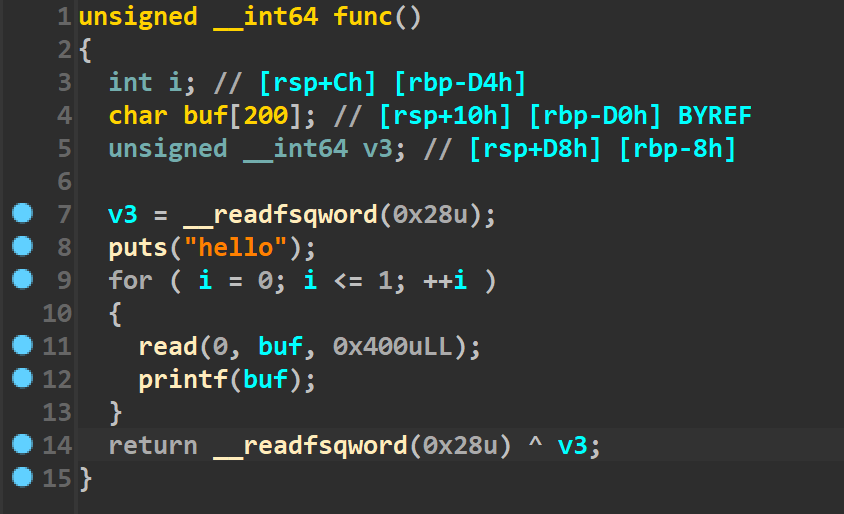 1 unsigned __int64 func()
2 {
3   int i; // [rsp+Ch] [rbp-D4h]
4   char buf[200]; // [rsp+10h] [rbp-D0h] BYREF
5   unsigned __int64 v3; // [rsp+D8h] [rbp-8h]
6
7   v3 = __readfsqword(0x28u);
8   puts("hello");
9   for ( i = 0; i <= 1; ++i )
10   {
11     read(0, buf, 0x400uLL);
12     printf(buf);
13   }
14   return __readfsqword(0x28u) ^ v3;
15 }